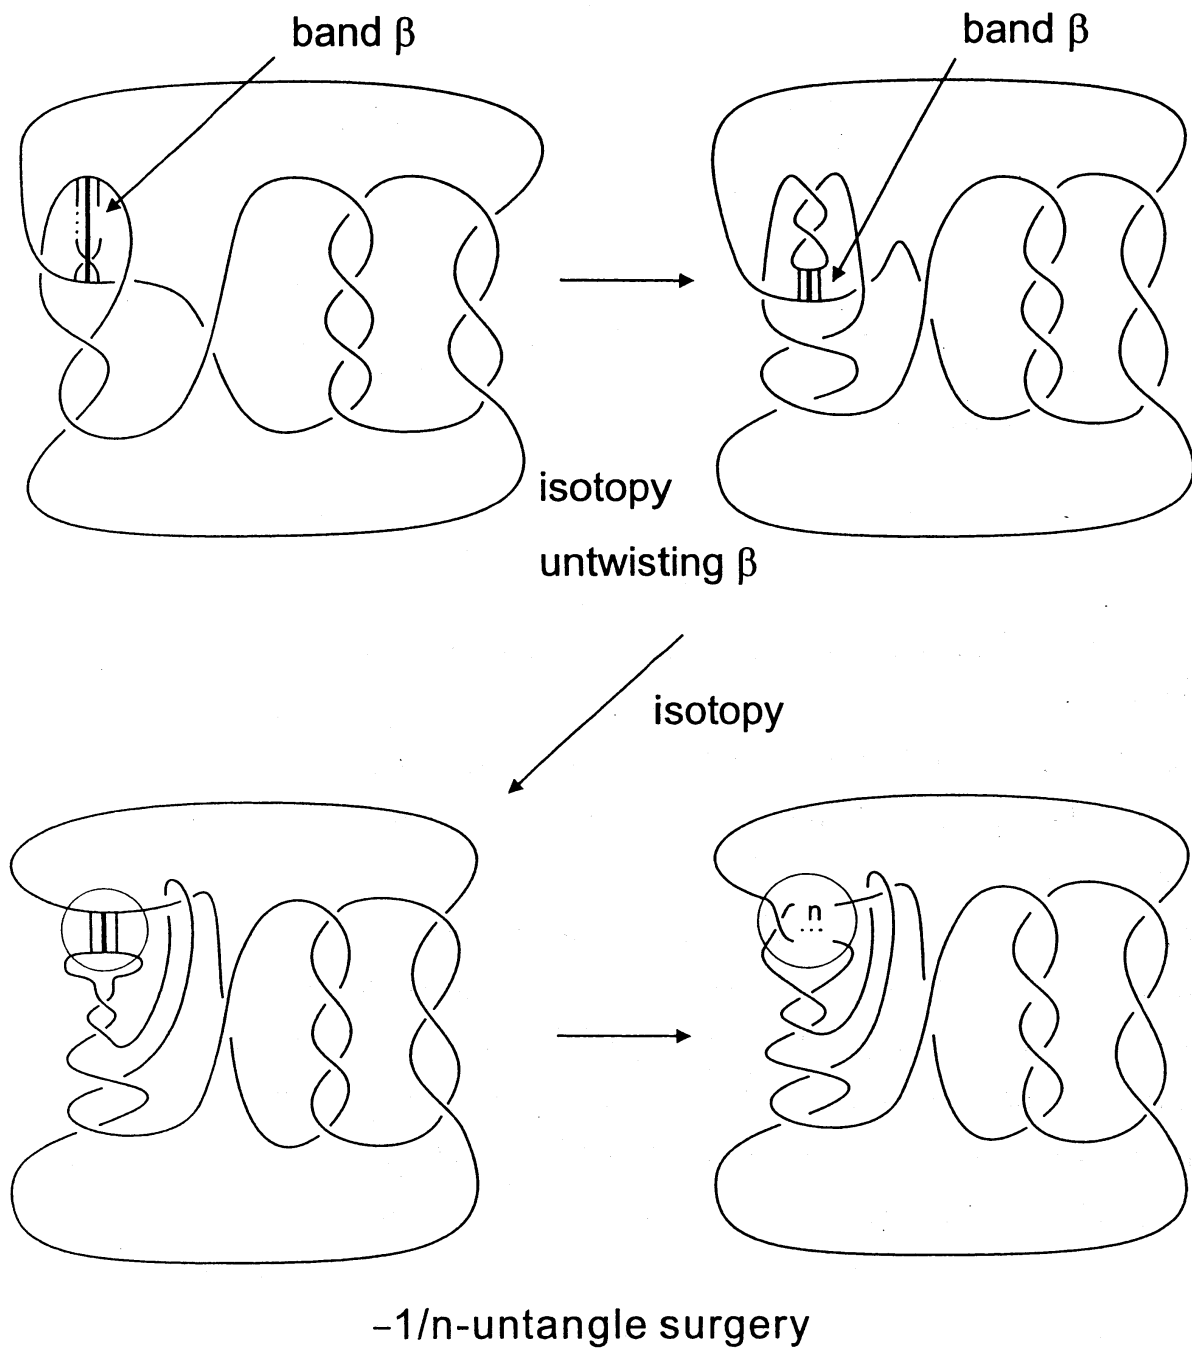 band β
band β
isotopy
untwisting β
isotopy
n
...
–1/n-untangle surgery